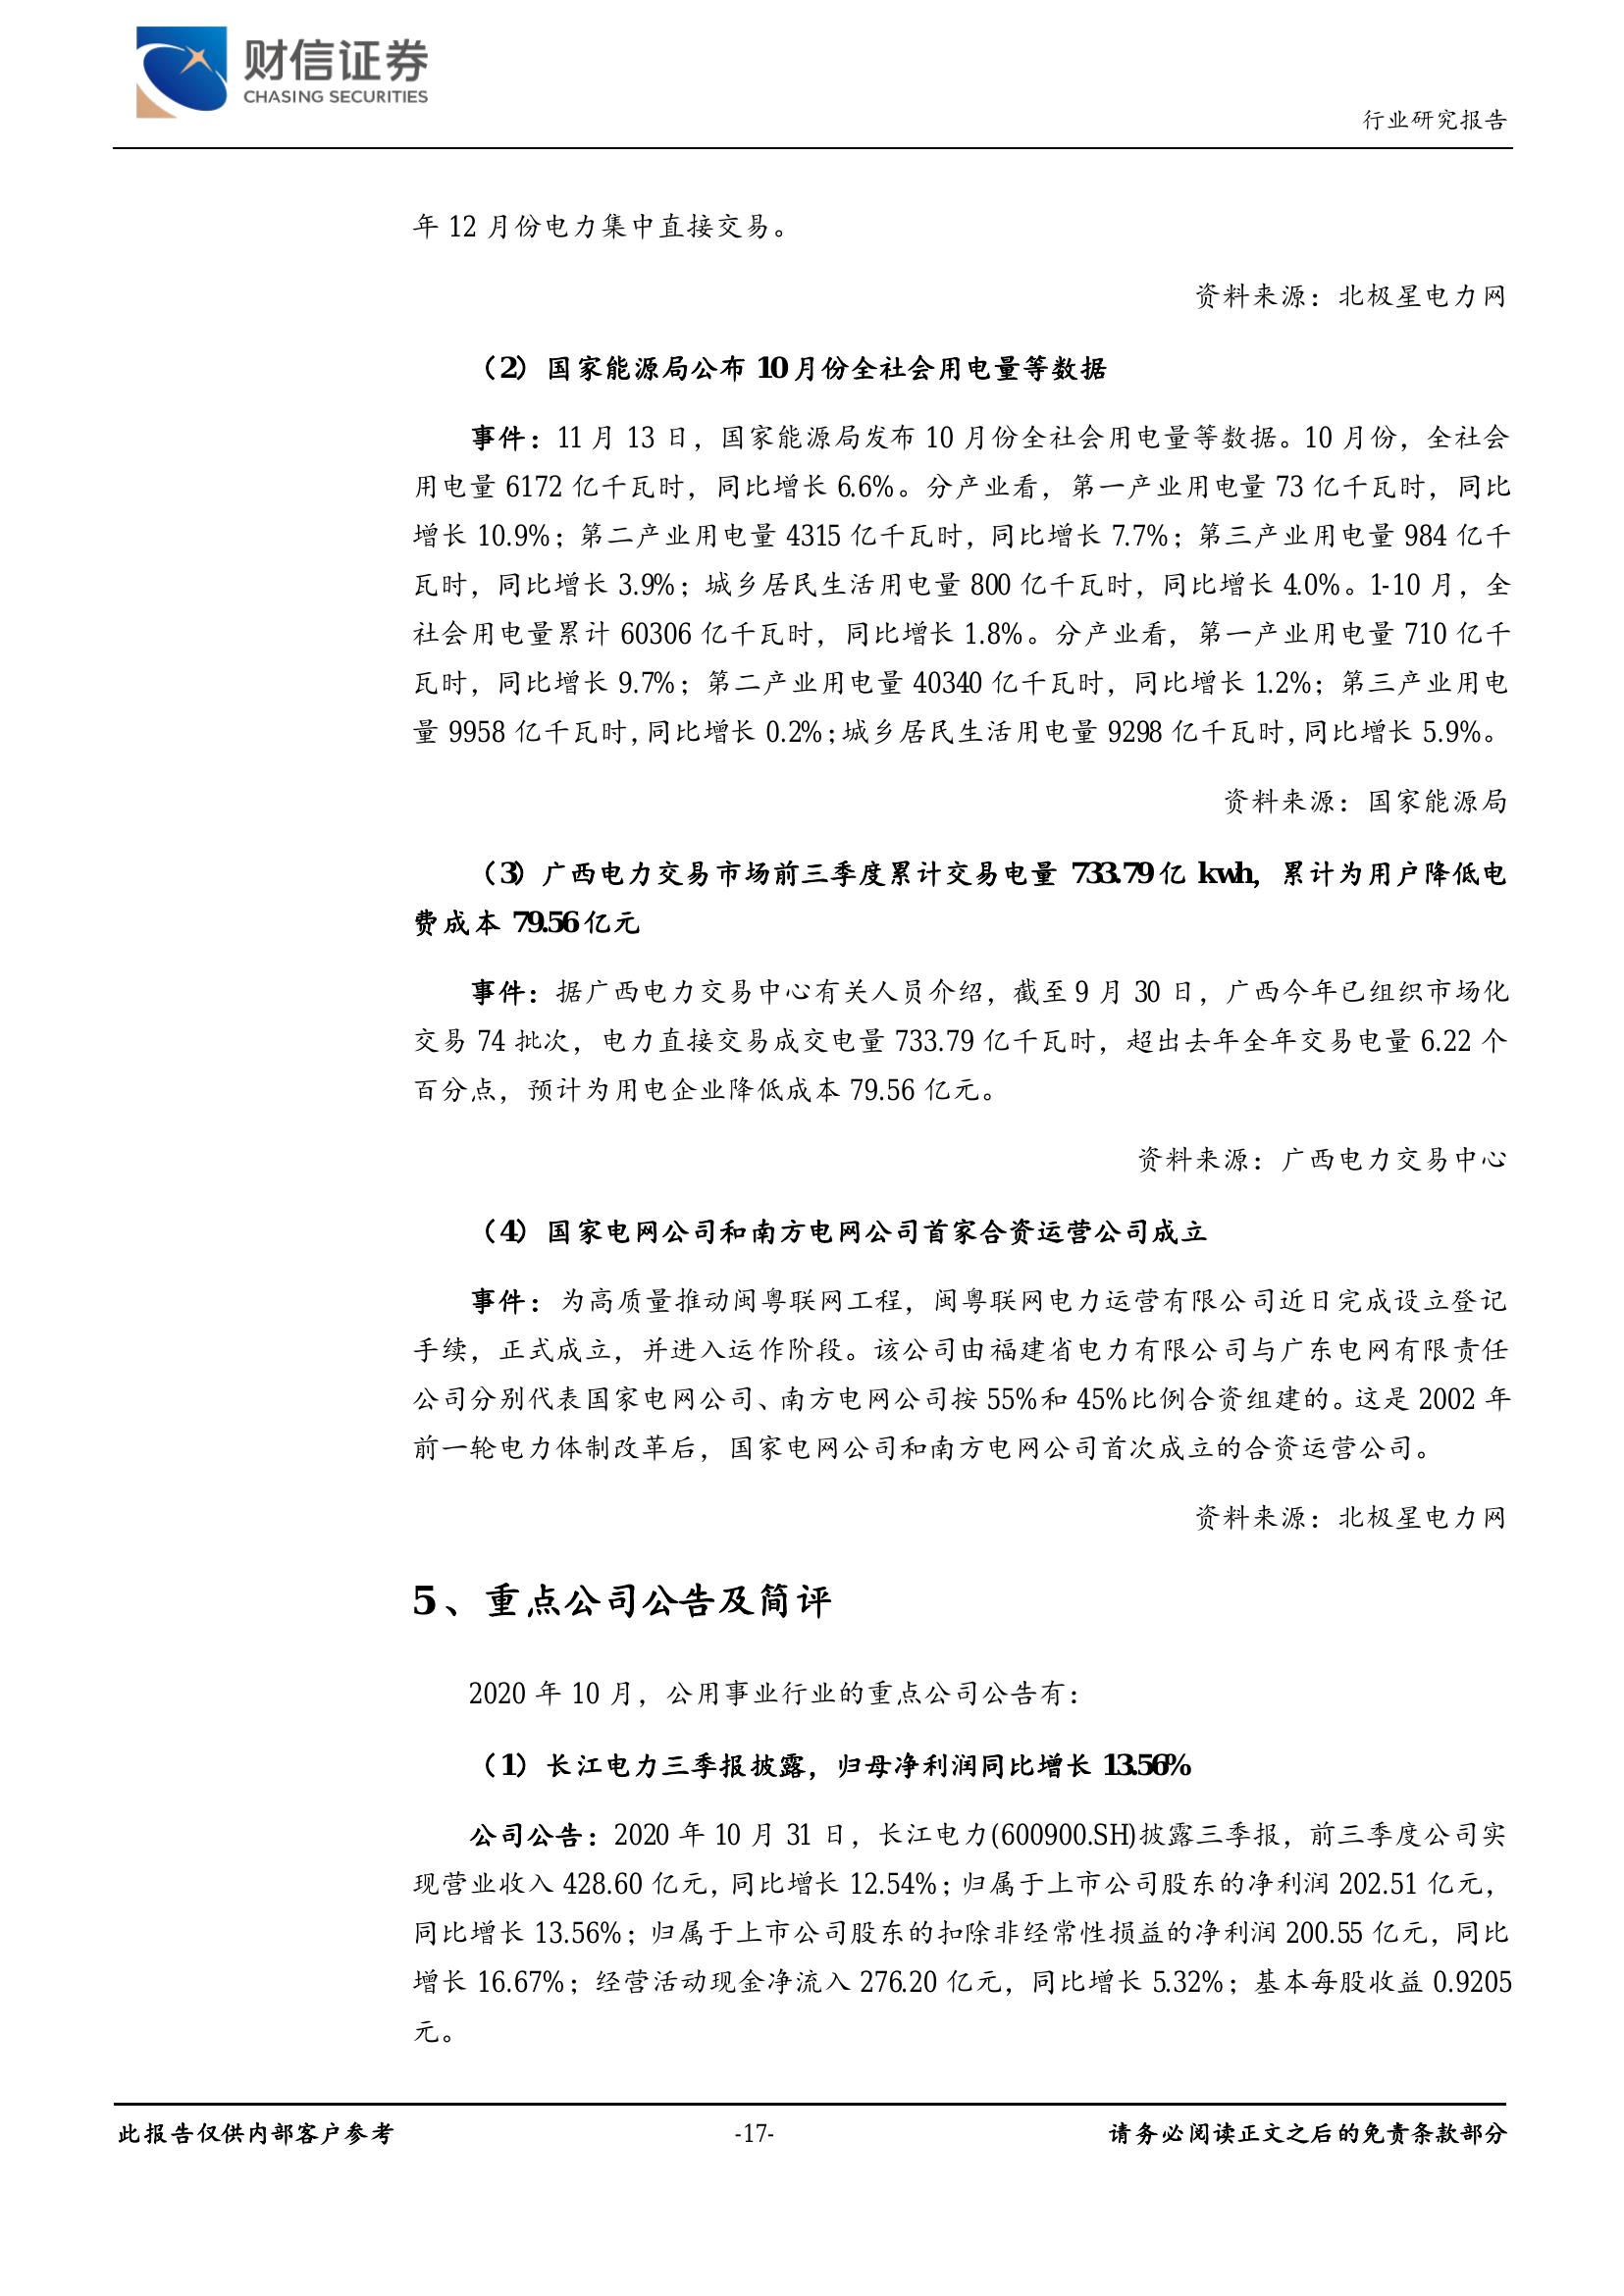 财信证券
CHASING SECURITIES
行业研究报告
年 12 月份电力集中直接交易。
资料来源：北极星电力网
（2）国家能源局公布 10 月份全社会用电量等数据
事件：11 月 13 日，国家能源局发布 10 月份全社会用电量等数据。10 月份，全社会
用电量 6172 亿千瓦时，同比增长 6.6%。分产业看，第一产业用电量 73 亿千瓦时，同比
增长 10.9%；第二产业用电量 4315 亿千瓦时，同比增长 7.7%；第三产业用电量 984 亿千
瓦时，同比增长 3.9%；城乡居民生活用电量 800 亿千瓦时，同比增长 4.0%。1-10 月，全
社会用电量累计 60306 亿千瓦时，同比增长 1.8%。分产业看，第一产业用电量 710 亿千
瓦时，同比增长 9.7%；第二产业用电量 40340 亿千瓦时，同比增长 1.2%；第三产业用电
量 9958 亿千瓦时，同比增长 0.2%；城乡居民生活用电量 9298 亿千瓦时，同比增长 5.9%。
资料来源：国家能源局
（3）广西电力交易市场前三季度累计交易电量 733.79 亿 kwh，累计为用户降低电
费成本 79.56 亿元
事件：据广西电力交易中心有关人员介绍，截至 9 月 30 日，广西今年已组织市场化
交易 74 批次，电力直接交易成交电量 733.79 亿千瓦时，超出去年全年交易电量 6.22 个
百分点，预计为用电企业降低成本 79.56 亿元。
资料来源：广西电力交易中心
（4）国家电网公司和南方电网公司首家合资运营公司成立
事件：为高质量推动闽粤联网工程，闽粤联网电力运营有限公司近日完成设立登记
手续，正式成立，并进入运作阶段。该公司由福建省电力有限公司与广东电网有限责任
公司分别代表国家电网公司、南方电网公司按 55%和 45%比例合资组建的。这是 2002 年
前一轮电力体制改革后，国家电网公司和南方电网公司首次成立的合资运营公司。
资料来源：北极星电力网
5、重点公司公告及简评
2020 年 10 月，公用事业行业的重点公司公告有：
（1）长江电力三季报披露，归母净利润同比增长 13.56%
公司公告：2020 年 10 月 31 日，长江电力(600900.SH)披露三季报，前三季度公司实
现营业收入 428.60 亿元，同比增长 12.54%；归属于上市公司股东的净利润 202.51 亿元，
同比增长 13.56%；归属于上市公司股东的扣除非经常性损益的净利润 200.55 亿元，同比
增长 16.67%；经营活动现金净流入 276.20 亿元，同比增长 5.32%；基本每股收益 0.9205
元。
此报告仅供内部客户参考
-17-
请务必阅读正文之后的免责条款部分